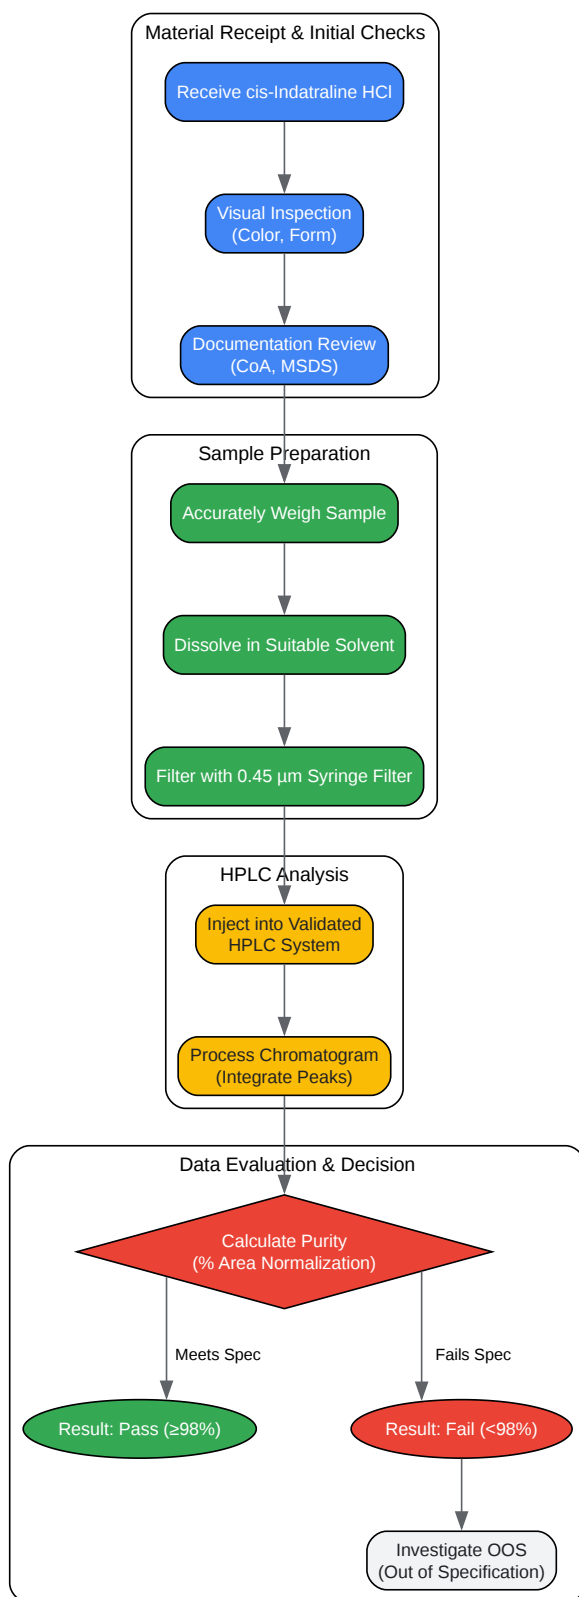 Material Receipt & Initial Checks
Receive cis-Indatraline HCl
Visual Inspection
(Color, Form)
Documentation Review
(CoA, MSDS)
Sample Preparation
Accurately Weigh Sample
Dissolve in Suitable Solvent
Filter with 0.45 µm Syringe Filter
HPLC Analysis
Inject into Validated
HPLC System
Process Chromatogram
(Integrate Peaks)
Data Evaluation & Decision
Calculate Purity
(% Area Normalization)
Meets Spec
Fails Spec
Result: Pass (≥98%)
Result: Fail (<98%)
Investigate OOS
(Out of Specification)